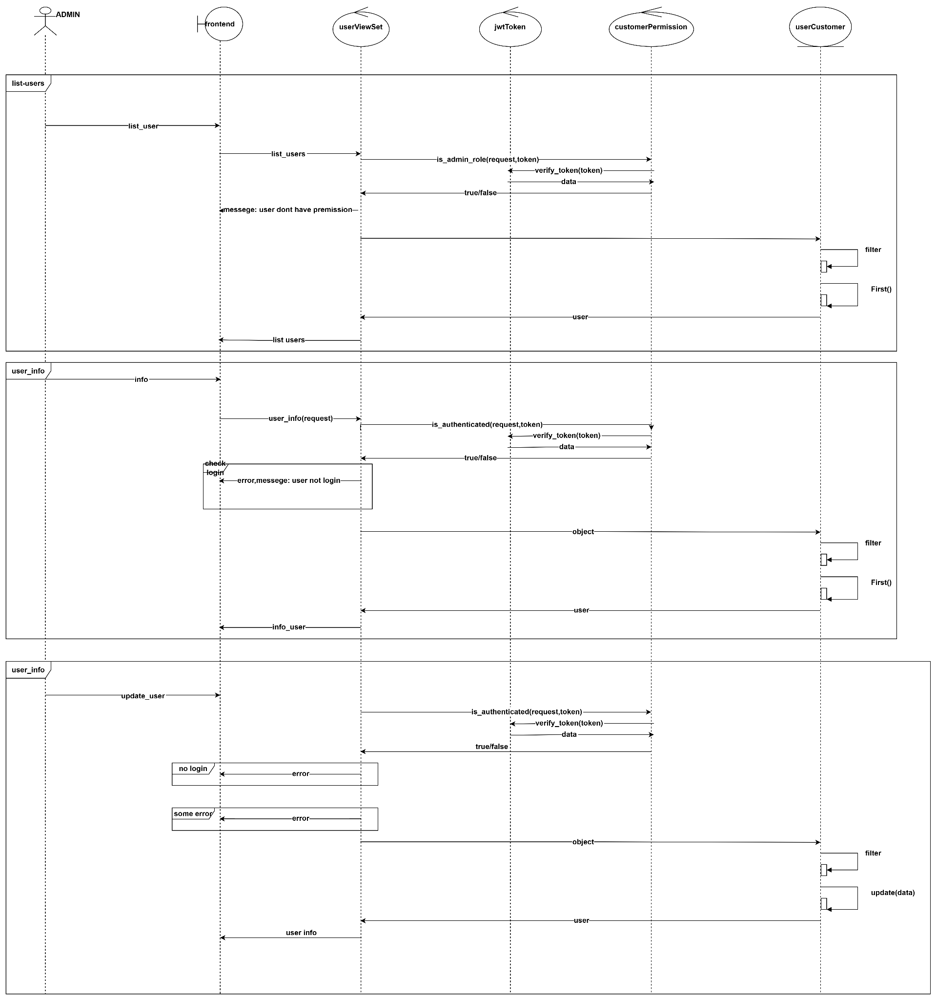 ADMIN
frontend
userViewSet
jwtToken
customerPermission
userCustomer
list-users
list_user
list_users
is_admin_role(request,token)
verify_token(token)
data
true/false
messege: user dont have premission
filter
First()
user
list users
user_info
info
user_info(request)
is_authenticated(request,token)
verify_token(token)
data
true/false
check
login
error,messege: user not login
object
filter
First()
user
info_user
user_info
update_user
is_authenticated(request,token)
verify_token(token)
data
true/false
no login
error
some error
error
object
filter
update(data)
user
user info